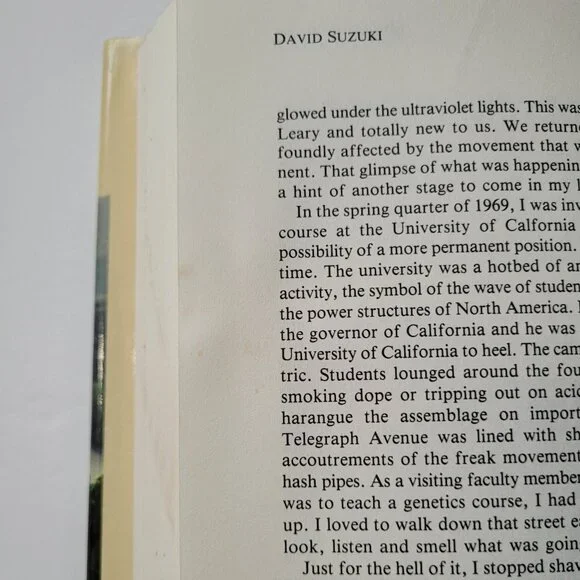 DAVID SUZUKI
glowed under the ultraviolet lights. This was
Leary and totally new to us. We returne
foundly affected by the movement that w
nent. That glimpse of what was happenin
a hint of another stage to come in my l
In the spring quarter of 1969, I was inv
course at the University of Calfornia
possibility of a more permanent position.
time. The university was a hotbed of an
activity, the symbol of the wave of studen
the power structures of North America.
the governor of California and he was
University of California to heel. The cam
tric. Students lounged around the fou
smoking dope or tripping out on acid
harangue the assemblage on import
Telegraph Avenue was lined with sh
accoutrements of the freak movement
hash pipes. As a visiting faculty membe
was to teach a genetics course, I had
up. I loved to walk down that street ea
look, listen and smell what was going
Just for the hell of it, I stopped shav